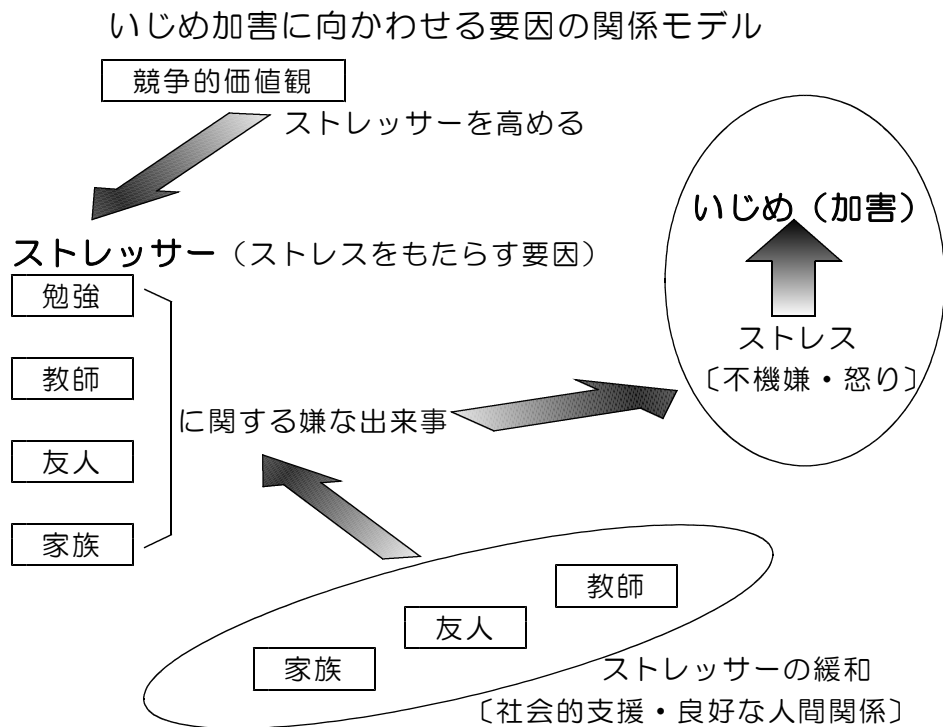 いじめ加害に向かわせる要因の関係モデル
競争的価値観
ストレッサーを高める
ストレッサー（ストレスをもたらす要因）
勉強
教師
友人
家族
に関する嫌な出来事
いじめ（加害）
ストレス
〔不機嫌・怒り〕
教師
友人
家族
ストレッサーの緩和
〔社会的支援・良好な人間関係〕